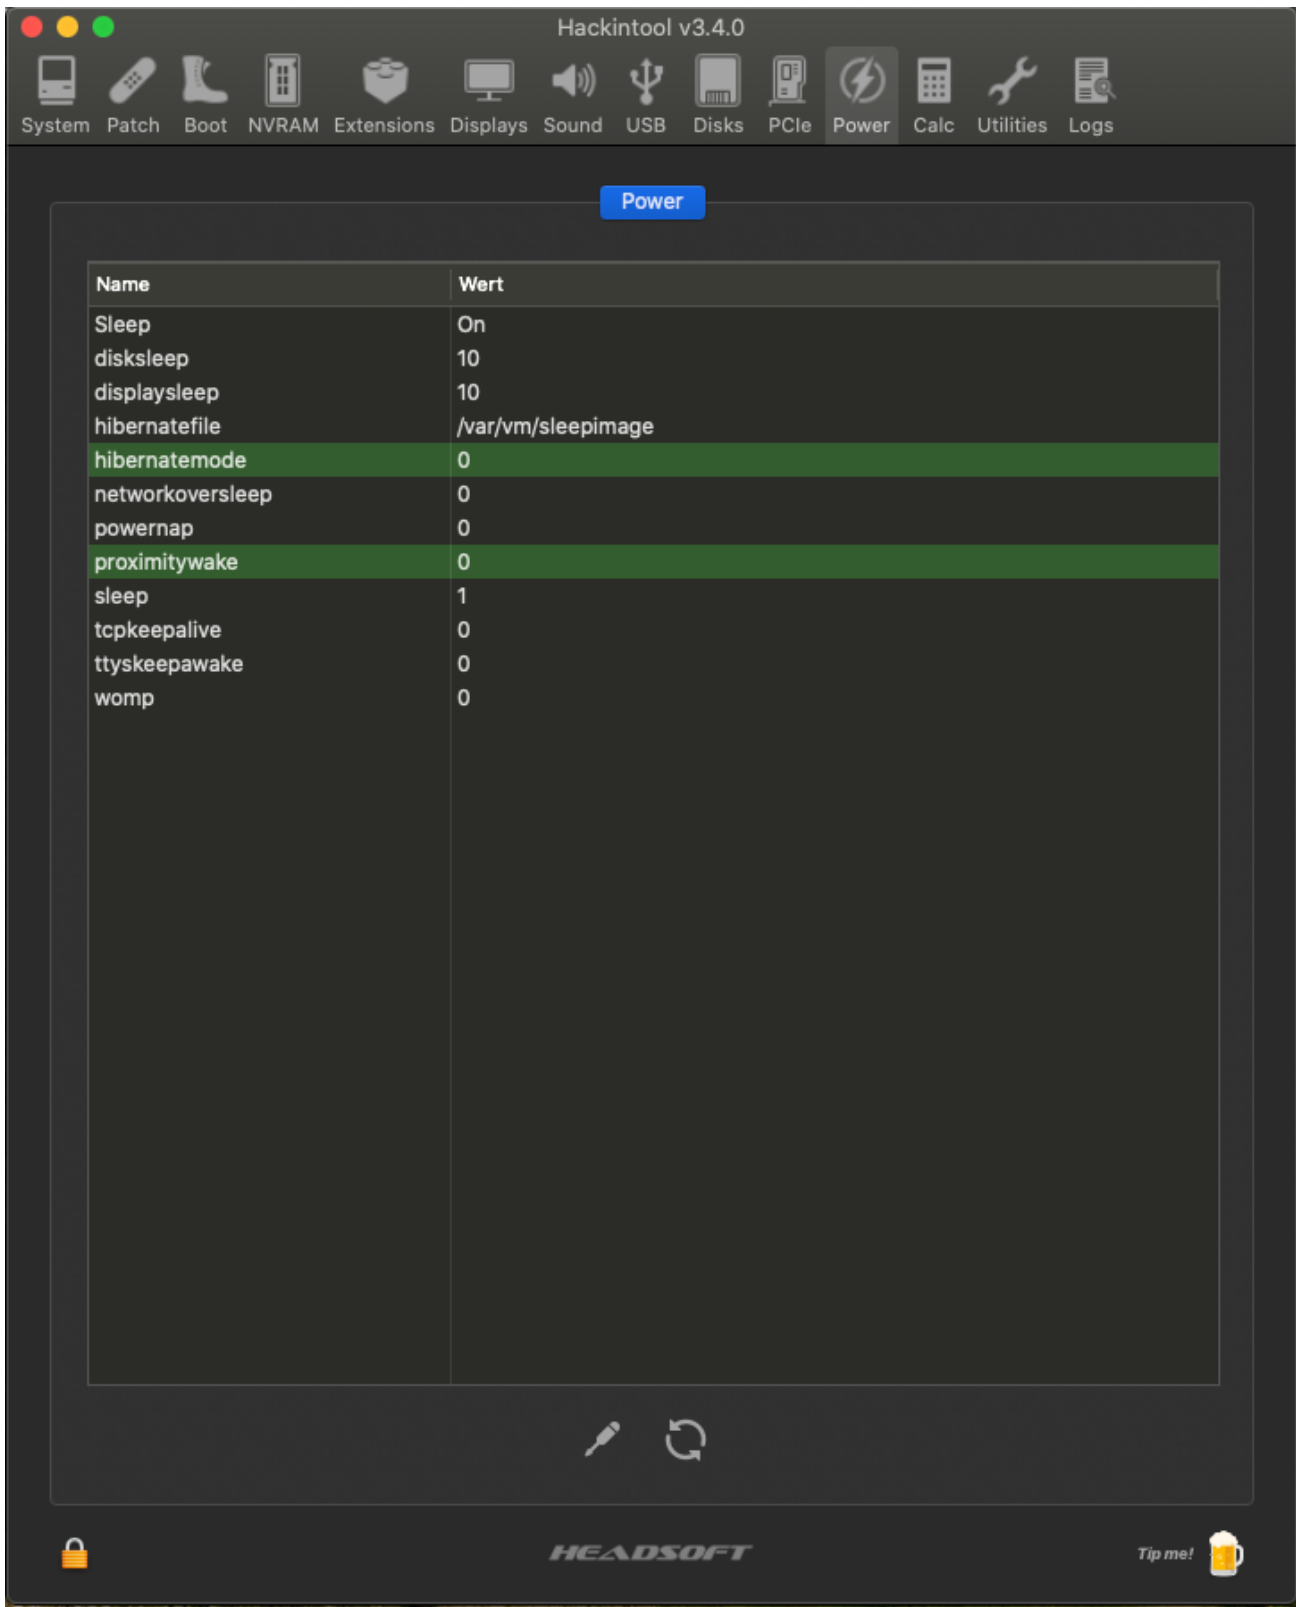 Hackintool v3.4.0
System Patch Boot NVRAM Extensions Displays Sound USB Disks PCIe Power Calc Utilities Logs
Power
Name Wert
Sleep On
disksleep 10
displaysleep 10
hibernatefile /var/vm/sleepimage
hibernatemode 0
networkoversleep 0
powernap 0
proximitywake 0
sleep 1
tcpkeepalive 0
ttyskeepawake 0
womp 0
HEADSOFT Tip me!